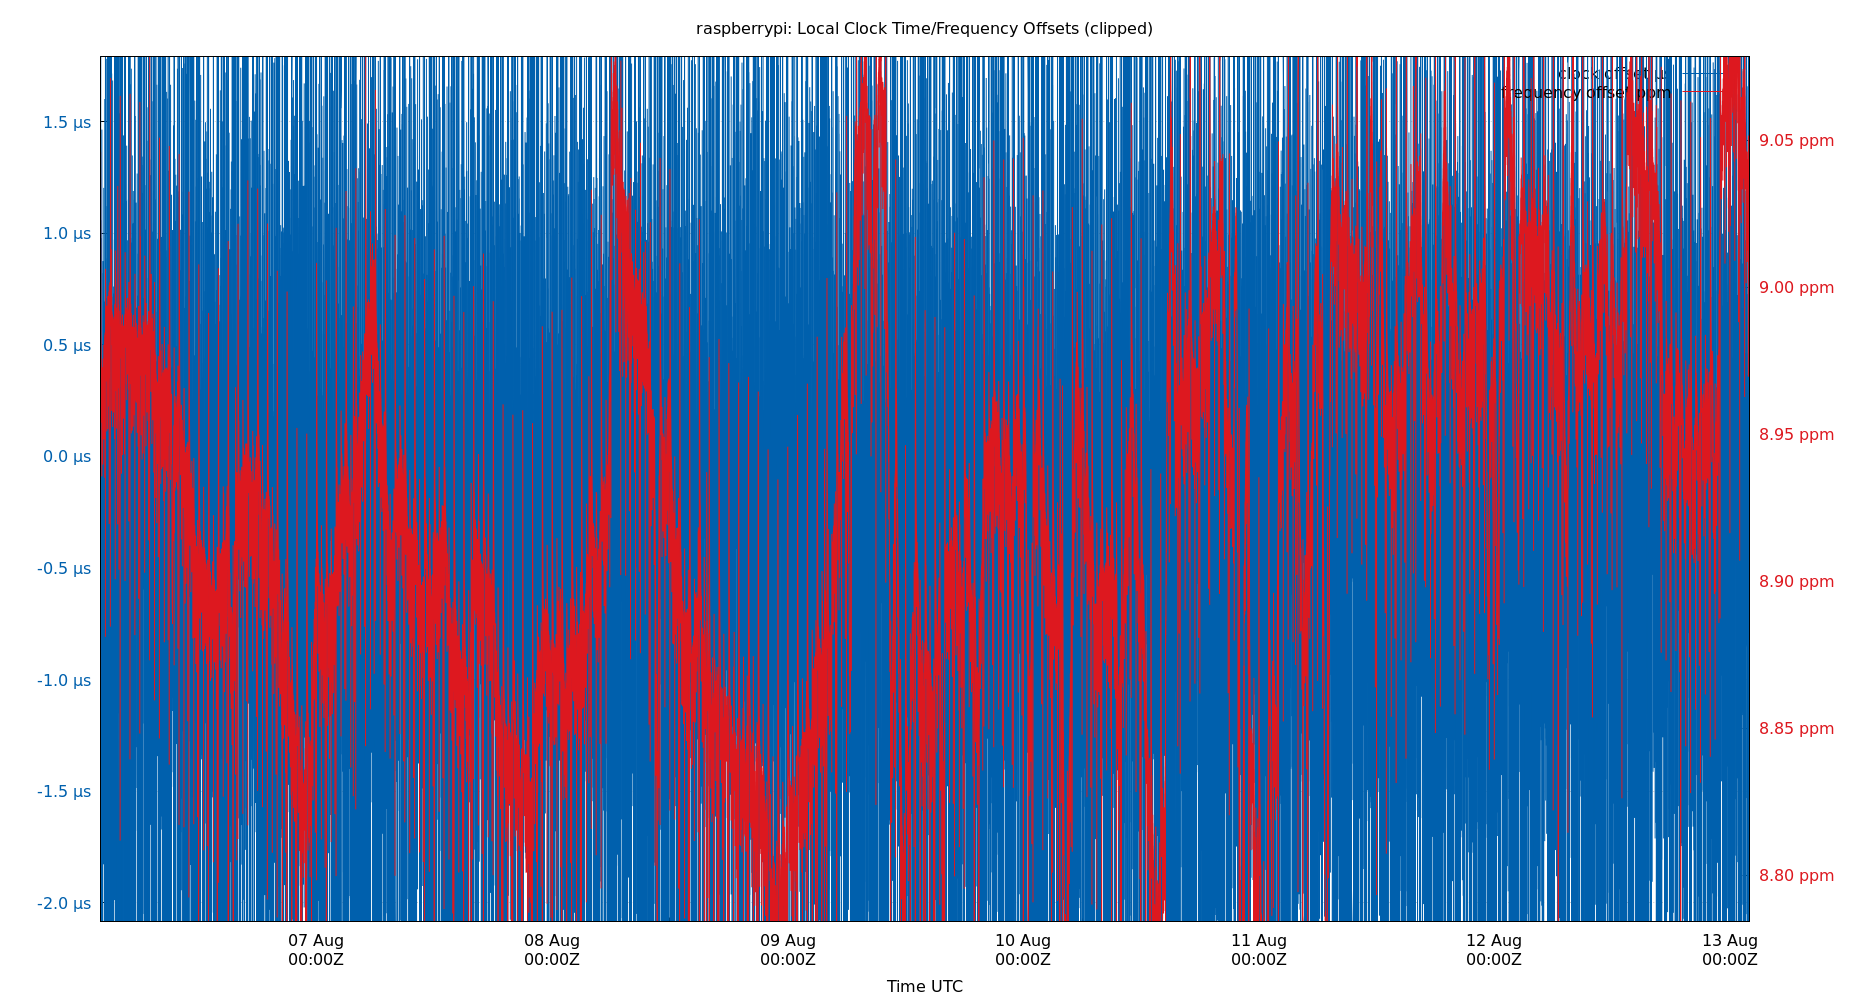 raspberrypi: Local Clock Time/Frequency Offsets (clipped)
clock offset µs
frequency offset ppm
1.5 µs
1.0 µs
0.5 µs
0.0 µs
-0.5 µs
-1.0 µs
-1.5 µs
-2.0 µs
9.05 ppm
9.00 ppm
8.95 ppm
8.90 ppm
8.85 ppm
8.80 ppm
07 Aug 08 Aug 09 Aug 10 Aug 11 Aug 12 Aug 13 Aug
00:00Z 00:00Z 00:00Z 00:00Z 00:00Z 00:00Z 00:00Z
Time UTC